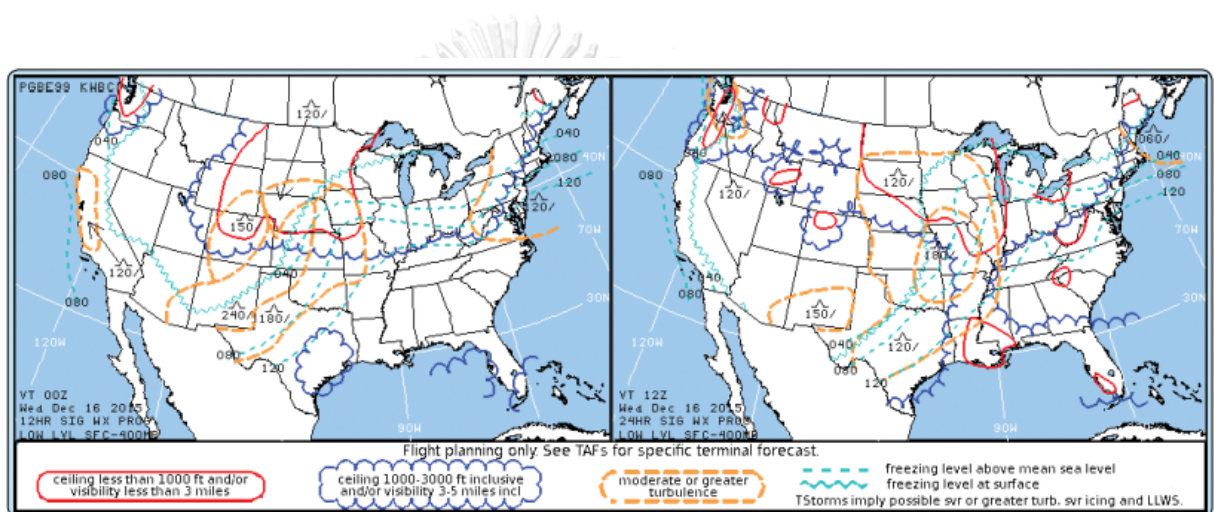 PGBE99 KWBC
120/
040
040
080
080
120
40N
150/
120/
70W
120/
040
080
240/
180/
30N
080
120
120W
90W
VT 00Z
Wed Dec 16 2015
12HR SIG WX PROG
LOW LVL SFC-400MB
060/
040
40N
080
080
120
120/
120/
70W
180
040
080
150/
30N
040
120/
080
120
120W
90W
VT 12Z
Wed Dec 16 2015
24HR SIG WX PROG
LOW LVL SFC-400MB
Flight planning only. See TAFs for specific terminal forecast.
ceiling less than 1000 ft and/or
visibility less than 3 miles
ceiling 1000-3000 ft inclusive
and/or visibility 3-5 miles incl
moderate or greater
turbulence
freezing level above mean sea level
freezing level at surface
TStorms imply possible svr or greater turb. svr icing and LLWS.